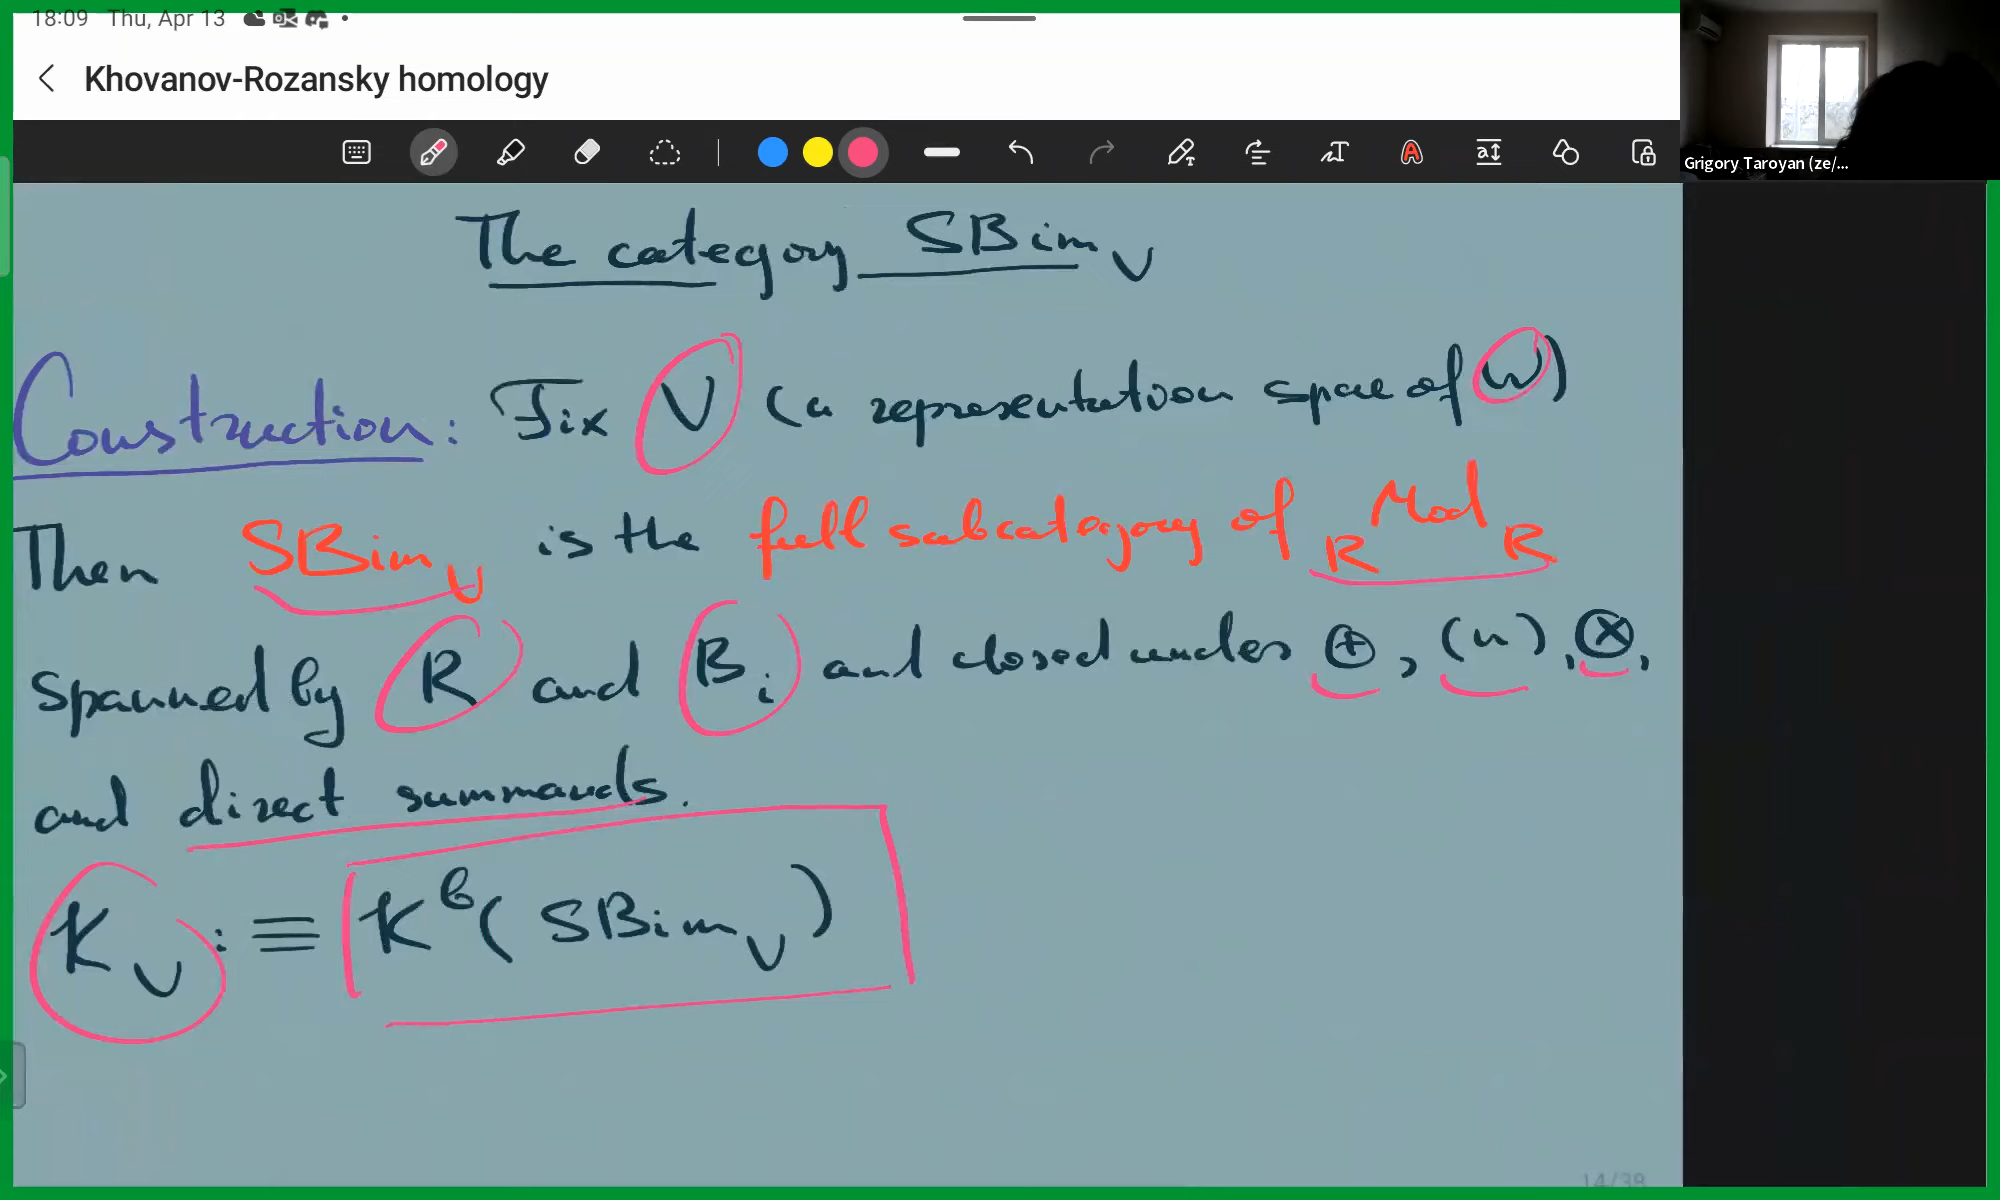 18:09 Thu, Apr 13
Khovanov-Rozansky homology
Grigory Taroyan (ze/...
The category SBim_V
Construction: Fix V (a representation space of W)
Then SBim_V is the full subcategory of _R Mod _R
spanned by R and B_i and closed under ⊕, (n), ⊗,
and direct summands.
K_V :≡ K^b(SBim_V)
14/38